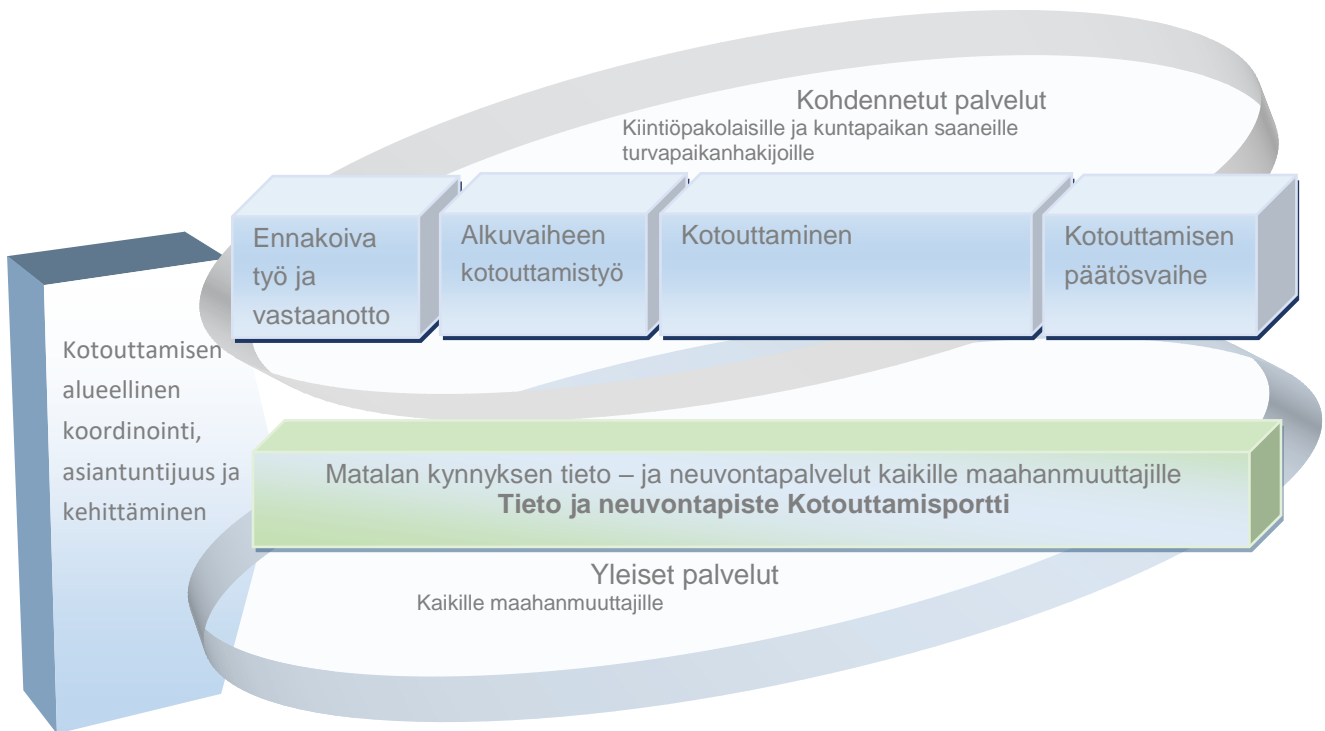 Kohdennetut palvelut
Kiintiöpakolaisille ja kuntapaikan saaneille
turvapaikanhakijoille
Ennakoiva
työ ja
vastaanotto
Alkuvaiheen
kotouttamistyö
Kotouttaminen
Kotouttamisen
päätösvaihe
Kotouttamisen
alueellinen
koordinointi,
asiantuntijuus ja
kehittäminen
Matalan kynnyksen tieto – ja neuvontapalvelut kaikille maahanmuuttajille
Tieto ja neuvontapiste Kotouttamisportti
Yleiset palvelut
Kaikille maahanmuuttajille